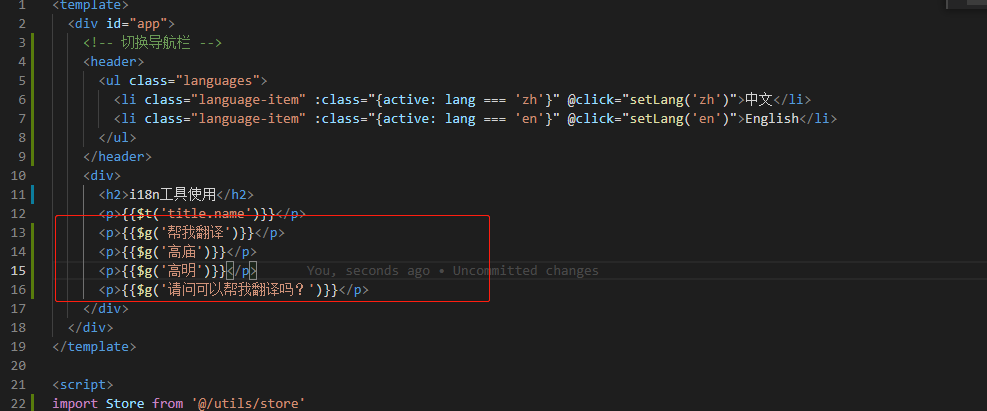 1 <template>
2 <div id="app">
3 <!-- 切换导航栏 -->
4 <header>
5 <ul class="languages">
6 <li class="language-item" :class="{active: lang === 'zh'}" @click="setLang('zh')">中文</li>
7 <li class="language-item" :class="{active: lang === 'en'}" @click="setLang('en')">English</li>
8 </ul>
9 </header>
10 <div>
11 <h2>i18n工具使用</h2>
12 <p>{{$t('title.name')}}</p>
13 <p>{{$g('帮我翻译')}}</p>
14 <p>{{$g('高庙')}}</p>
15 <p>{{$g('高明')}}</p> You, seconds ago • Uncommitted changes
16 <p>{{$g('请问可以帮我翻译吗？')}}</p>
17 </div>
18 </div>
19 </template>
20
21 <script>
22 import Store from '@/utils/store'